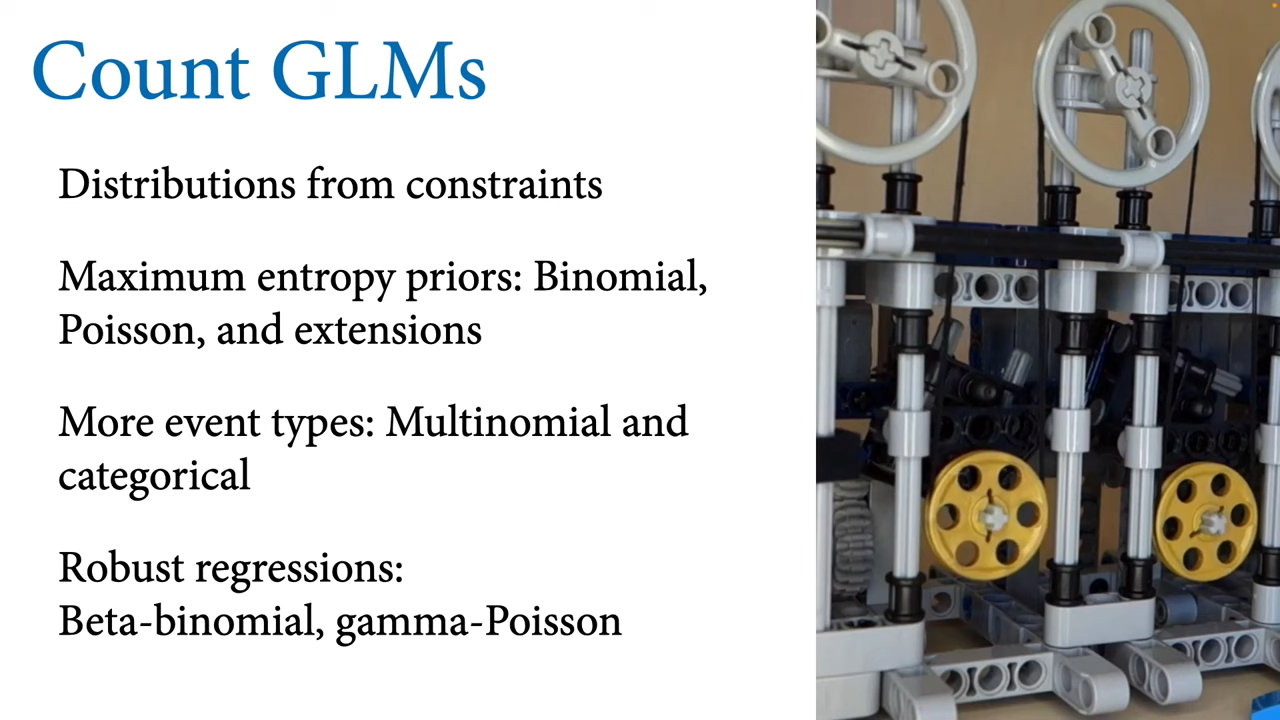 Count GLMs
Distributions from constraints
Maximum entropy priors: Binomial,
Poisson, and extensions
More event types: Multinomial and
categorical
Robust regressions:
Beta-binomial, gamma-Poisson